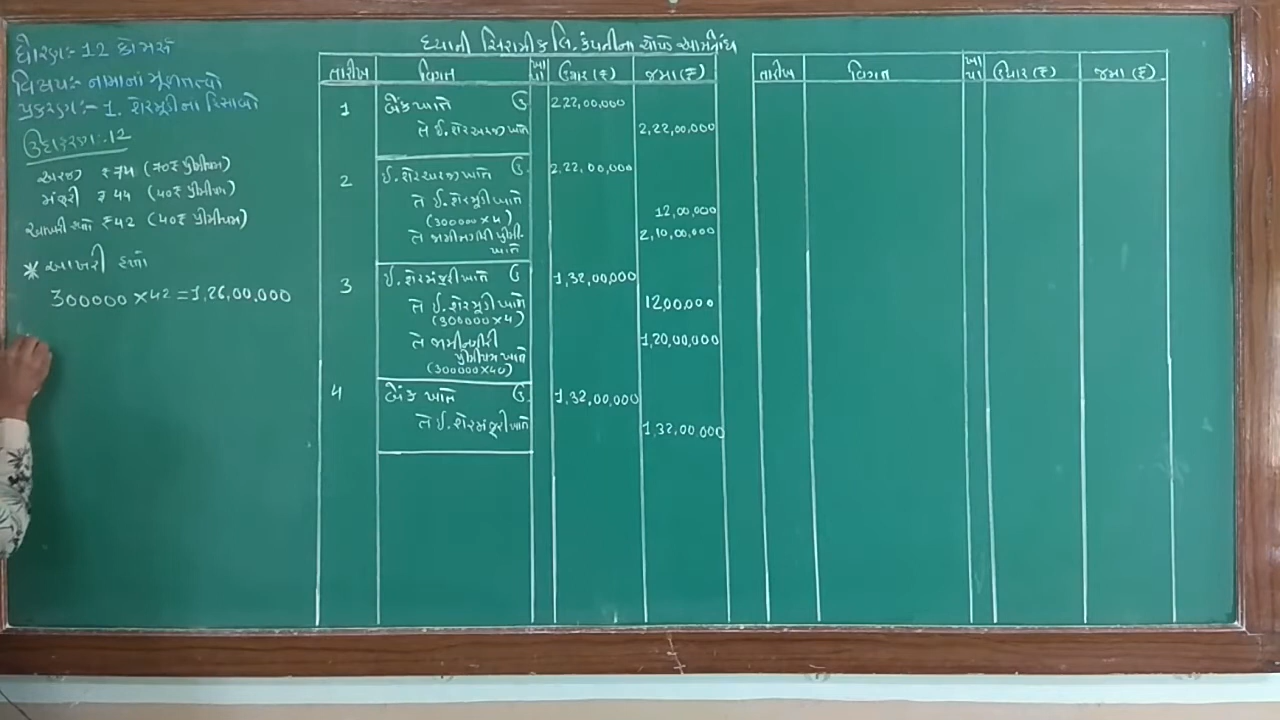 ધોરણ:- 12 કોમર્સ
વિષય:- નામાનાં મૂળતત્વો
પ્રકરણ:- 1. શેરમૂડીના હિસાબો
ઉદાહરણ:.12
અરજી ₹ 74 (70₹ પ્રીમીયમ)
મંજુરી ₹ 44 (40₹ પ્રીમીયમ)
આખરી હપ્તો ₹42 (40₹ પ્રીમીયમ)
* આખરી હપ્તો
300000 × 42 = 1,26,00,000
ધ્યાની સિરામીક લિ. કંપનીના ચોપડે આમનોંધ
તારીખ વિગત ખા પા ઉધાર (₹) જમા (₹)
1 બેંક ખાતે ઉ 2,22,00,000
તે ઈ.શેરઅરજી ખાતે 2,22,00,000
2 ઈ.શેરઅરજી ખાતે ઉ. 2,22,00,000
તે ઈ.શેરમૂડી ખાતે 12,00,000
(300000 × 4)
તે જામીનગીરી પ્રીમી. 2,10,00,000
ખાતે
3 ઈ.શેરમંજુરી ખાતે ઉ 1,32,00,000
તે ઈ.શેરમૂડી ખાતે 1200,000
(300000 × 4)
તે જામીનગીરી 1,20,00,000
પ્રીમીયમ ખાતે
(300000 × 40)
4 બેંક ખાતે ઉ. 1,32,00,000
તે ઈ.શેરમંજૂરી ખાતે 1,32,00,000
તારીખ વિગત ખા પા ઉધાર (₹) જમા (₹)